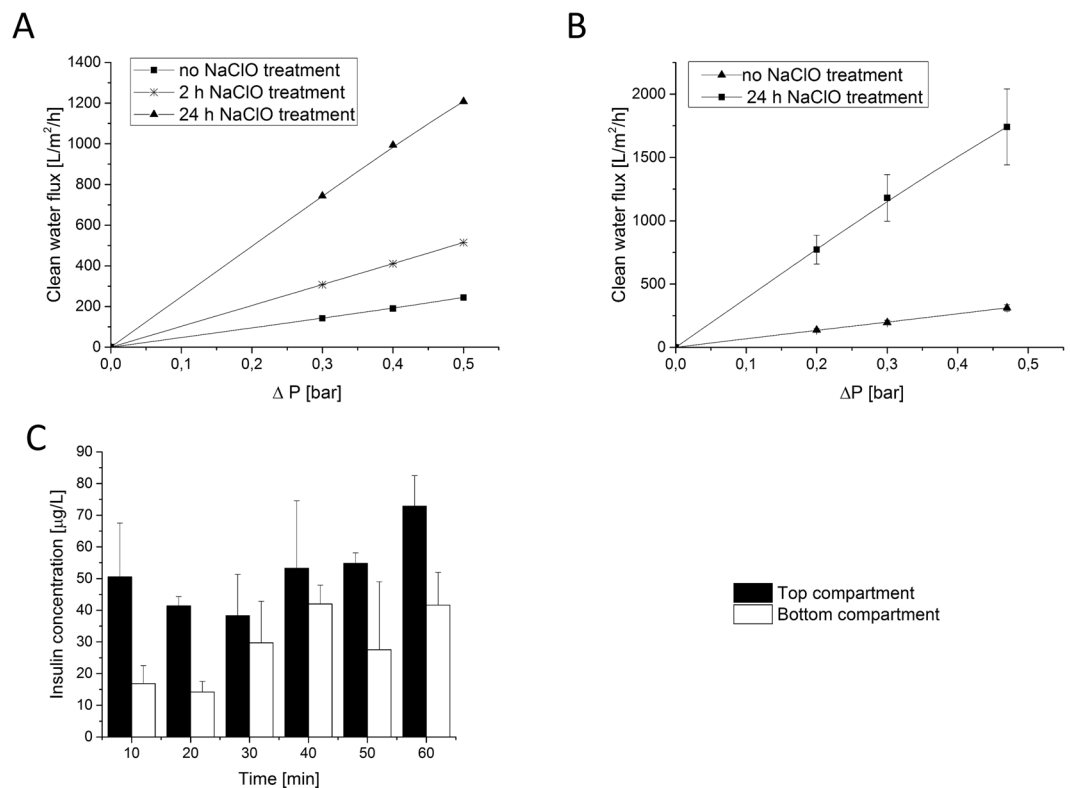 A
no NaClO treatment
2 h NaClO treatment
24 h NaClO treatment
Clean water flux [L/m²/h]
1400
1200
1000
800
600
400
200
0
0,0 0,1 0,2 0,3 0,4 0,5
Δ P [bar]
B
no NaClO treatment
24 h NaClO treatment
Clean water flux [L/m²/h]
2000
1500
1000
500
0
0,0 0,1 0,2 0,3 0,4 0,5
ΔP [bar]
C
Insulin concentration [µg/L]
90
80
70
60
50
40
30
20
10
0
10 20 30 40 50 60
Time [min]
Top compartment
Bottom compartment